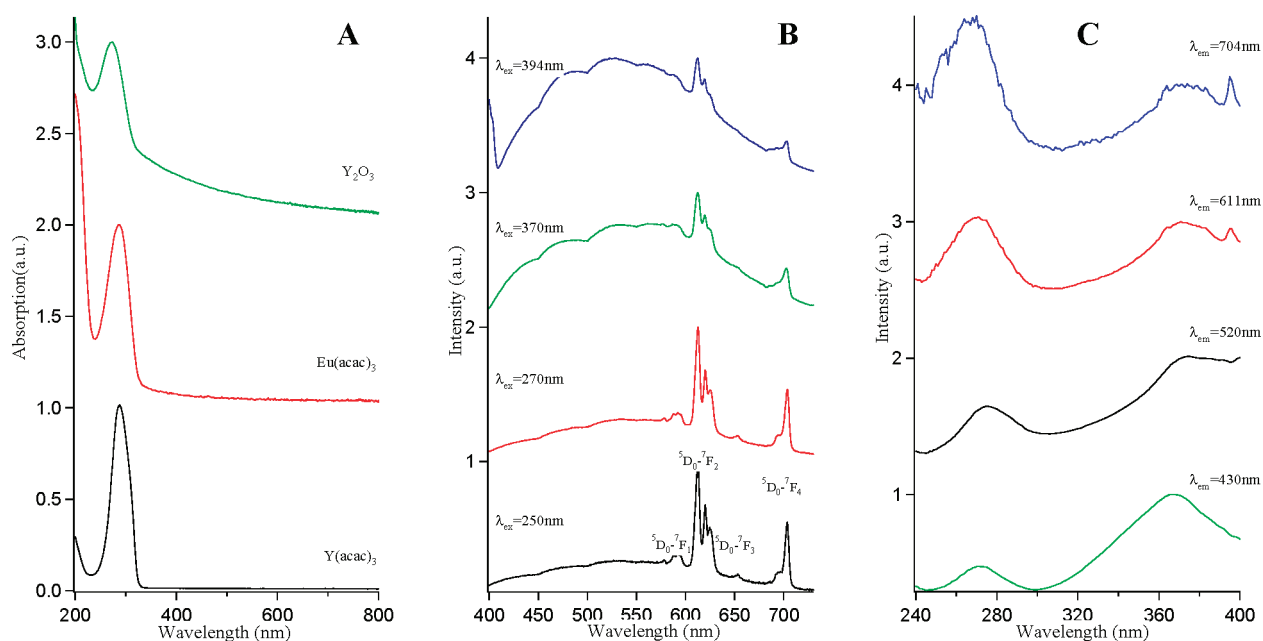 A
3.0
2.5
2.0
1.5
1.0
0.5
0.0
Absorption(a.u.)
Y₂O₃
Eu(acac)₃
Y(acac)₃
200 400 600 800
Wavelength (nm)
B
4
3
2
1
Intensity (a.u.)
λex=394nm
λex=370nm
λex=270nm
⁵D₀-⁷F₂
⁵D₀-⁷F₄
λex=250nm
⁵D₀-⁷F₁
⁵D₀-⁷F₃
400 450 500 550 600 650 700
Wavelength (nm)
C
4
3
2
1
Intensity (a.u.)
λem=704nm
λem=611nm
λem=520nm
λem=430nm
240 280 320 360 400
Wavelength (nm)